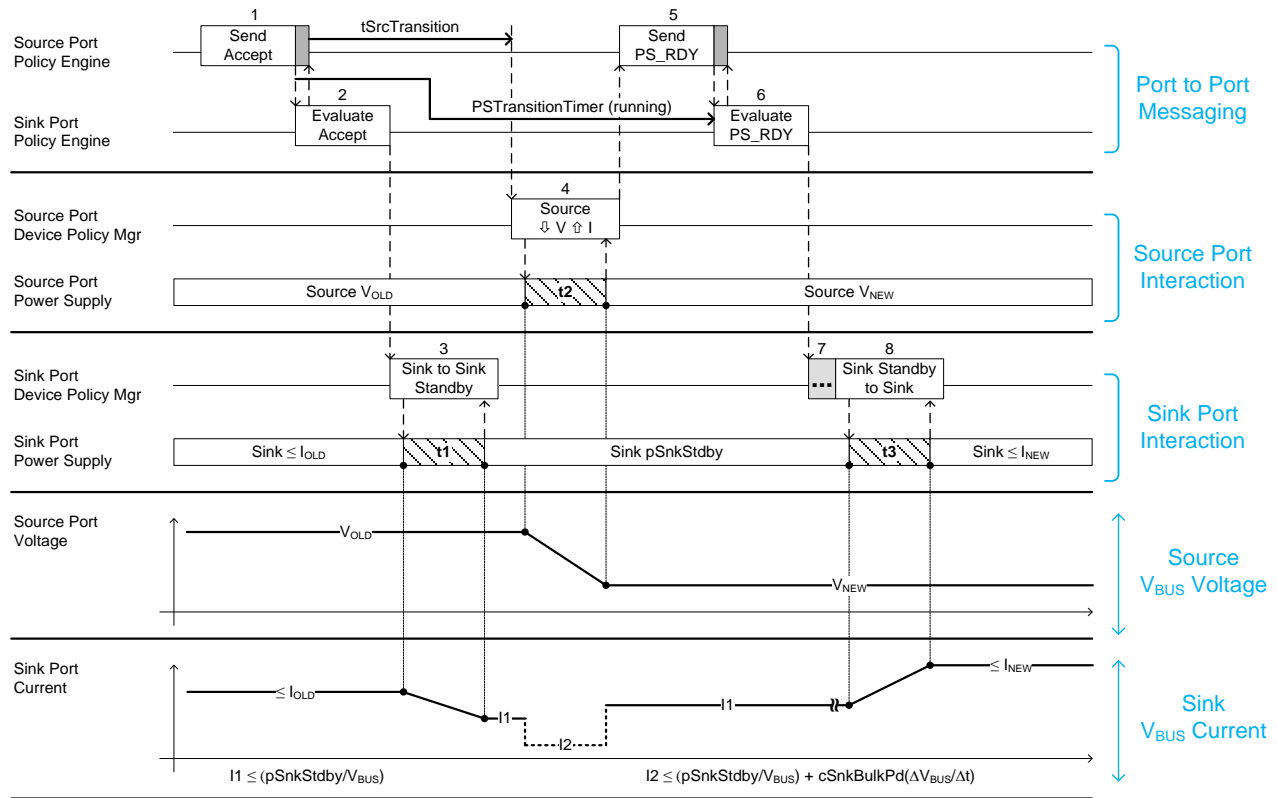 1
Send
Accept
tSrcTransition
5
Send
PS_RDY
Source Port
Policy Engine
2
Evaluate
Accept
PSTransitionTimer (running)
6
Evaluate
PS_RDY
Sink Port
Policy Engine
Port to Port
Messaging
4
Source
⇩ V ⇧ I
Source Port
Device Policy Mgr
Source Port
Power Supply
Source VOLD
t2
Source VNEW
Source Port
Interaction
3
Sink to Sink
Standby
7
...
8
Sink Standby
to Sink
Sink Port
Device Policy Mgr
Sink Port
Power Supply
Sink ≤ IOLD
t1
Sink pSnkStdby
t3
Sink ≤ INEW
Sink Port
Interaction
Source Port
Voltage
VOLD
VNEW
Source
VBUS Voltage
Sink Port
Current
≤ IOLD
I1
I2
I1
≤ INEW
Sink
VBUS Current
I1 ≤ (pSnkStdby/VBUS)
I2 ≤ (pSnkStdby/VBUS) + cSnkBulkPd(ΔVBUS/Δt)